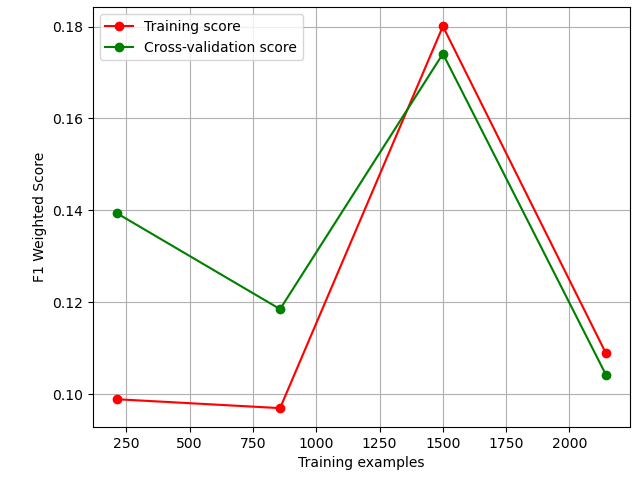 Training score
Cross-validation score
0.18
0.16
0.14
0.12
0.10
F1 Weighted Score
250 500 750 1000 1250 1500 1750 2000
Training examples